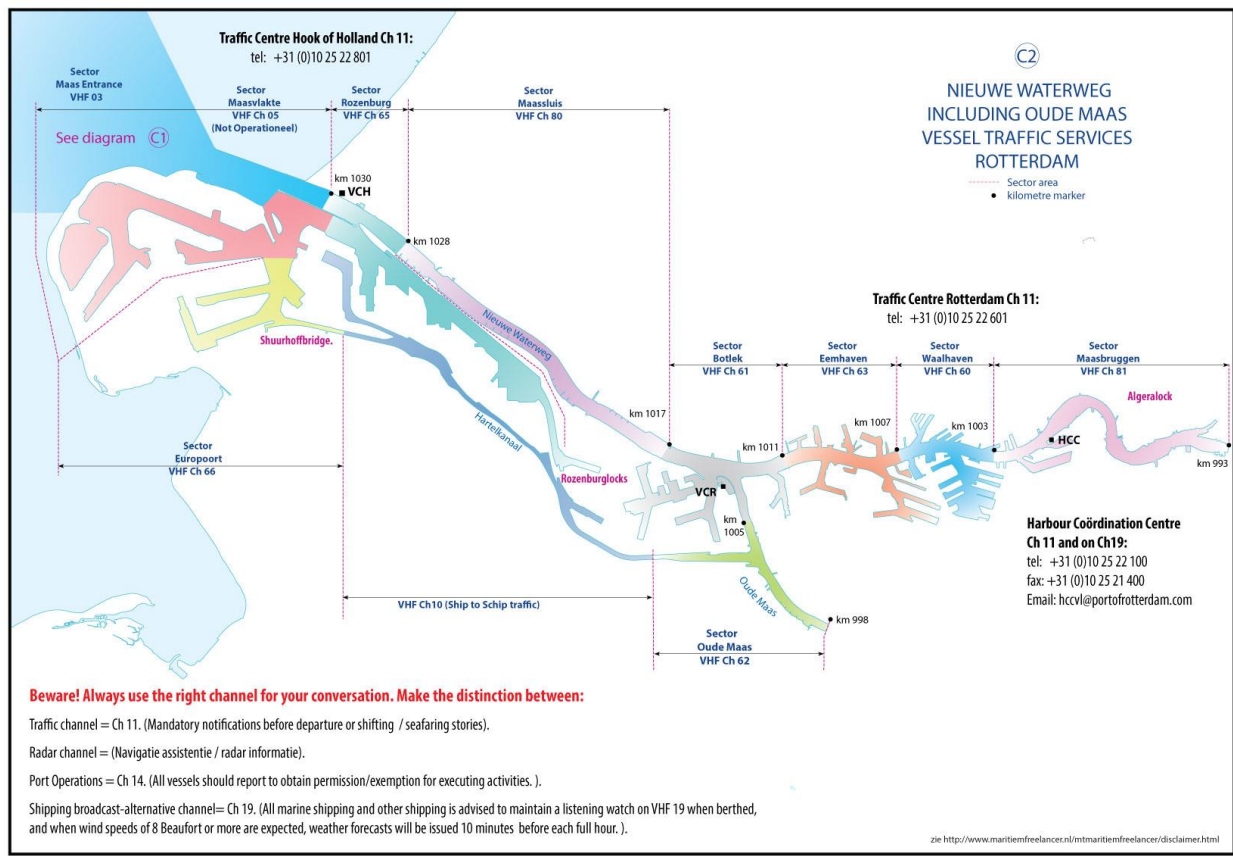 Traffic Centre Hook of Holland Ch 11:
tel: +31 (0)10 25 22 801
C2
NIEUWE WATERWEG
INCLUDING OUDE MAAS
VESSEL TRAFFIC SERVICES
ROTTERDAM
Sector area
kilometre marker
Sector
Maas Entrance
VHF 03
Sector
Maasvlakte
VHF Ch 05
(Not Operationeel)
Sector
Rozenburg
VHF Ch 65
Sector
Maassluis
VHF Ch 80
See diagram C1
km 1030
VCH
km 1028
Traffic Centre Rotterdam Ch 11:
tel: +31 (0)10 25 22 601
Nieuwe Waterweg
Shuurhoffbridge.
Sector
Botlek
VHF Ch 61
Sector
Eemhaven
VHF Ch 63
Sector
Waalhaven
VHF Ch 60
Sector
Maasbruggen
VHF Ch 81
Algeralock
Hartelkanaal
km 1017
km 1011
km 1007
km 1003
HCC
km 993
Sector
Europoort
VHF Ch 66
Rozenburglocks
VCR
km
1005
Harbour Coördination Centre
Ch 11 and on Ch19:
tel: +31 (0)10 25 22 100
fax: +31 (0)10 25 21 400
Email: hccvl@portofrotterdam.com
Oude Maas
VHF Ch10 (Ship to Schip traffic)
km 998
Sector
Oude Maas
VHF Ch 62
Beware! Always use the right channel for your conversation. Make the distinction between:
Traffic channel = Ch 11. (Mandatory notifications before departure or shifting / seafaring stories).
Radar channel = (Navigatie assistentie / radar informatie).
Port Operations = Ch 14. (All vessels should report to obtain permission/exemption for executing activities. ).
Shipping broadcast-alternative channel= Ch 19. (All marine shipping and other shipping is advised to maintain a listening watch on VHF 19 when berthed,
and when wind speeds of 8 Beaufort or more are expected, weather forecasts will be issued 10 minutes before each full hour. ).
zie http://www.maritiemfreelancer.nl/mtmaritiemfreelancer/disclaimer.html